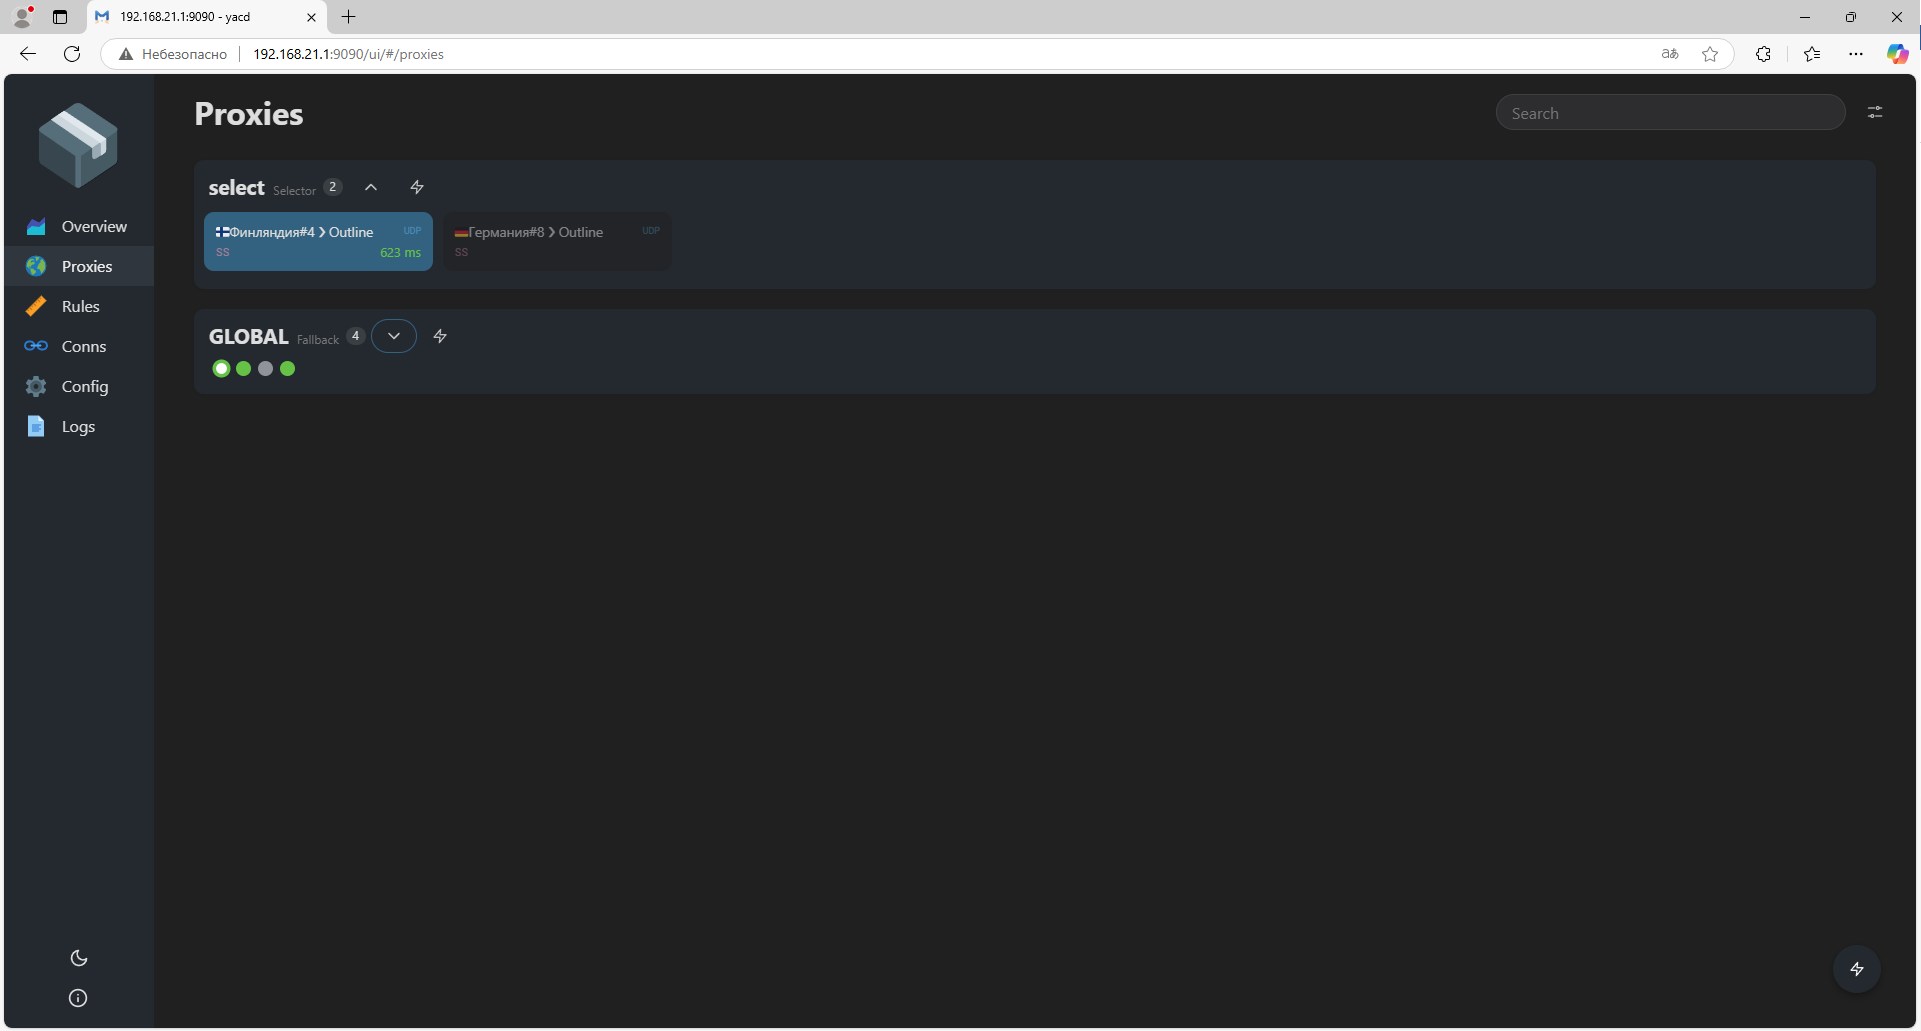 192.168.21.1:9090 - yacd
Небезопасно
192.168.21.1:9090/ui/#/proxies
Overview
Proxies
Rules
Conns
Config
Logs
Proxies
Search
select Selector 2
🇫🇮Финляндия#4 ❯ Outline UDP
SS 623 ms
🇩🇪Германия#8 ❯ Outline UDP
SS
GLOBAL Fallback 4